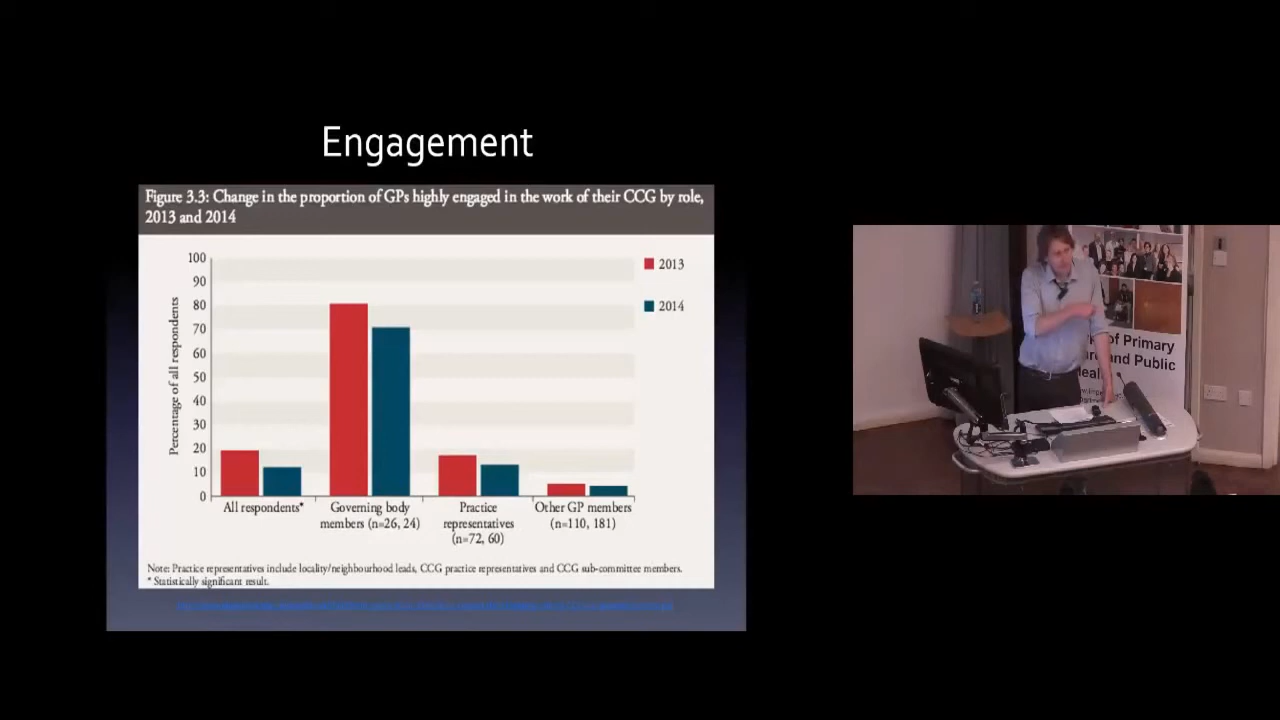 Engagement
Figure 3.3: Change in the proportion of GPs highly engaged in the work of their CCG by role,
2013 and 2014
Percentage of all respondents
100
90
80
70
60
50
40
30
20
10
0
2013
2014
All respondents*
Governing body
members (n=26, 24)
Practice
representatives
(n=72, 60)
Other GP members
(n=110, 181)
Note: Practice representatives include locality/neighbourhood leads, CCG practice representatives and CCG sub-committee members.
* Statistically significant result.
of Primary
and Public